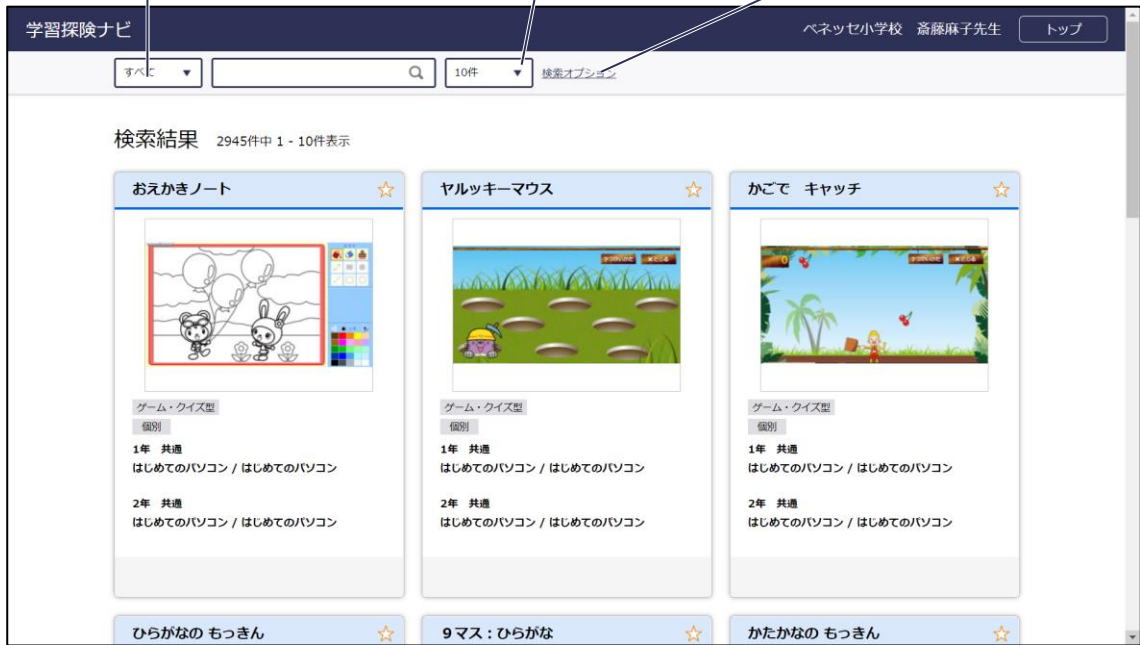 学習探険ナビ
ベネッセ小学校 斎藤麻子先生 トップ
すべて 10件 検索オプション
検索結果 2945件中 1 - 10件表示
おえかきノート
ヤルッキーマウス
かごで キャッチ
ゲーム・クイズ型
個別
1年 共通
はじめてのパソコン / はじめてのパソコン
2年 共通
はじめてのパソコン / はじめてのパソコン
ゲーム・クイズ型
個別
1年 共通
はじめてのパソコン / はじめてのパソコン
2年 共通
はじめてのパソコン / はじめてのパソコン
ゲーム・クイズ型
個別
1年 共通
はじめてのパソコン / はじめてのパソコン
2年 共通
はじめてのパソコン / はじめてのパソコン
ひらがなの もっきん
9マス:ひらがな
かたかなの もっきん